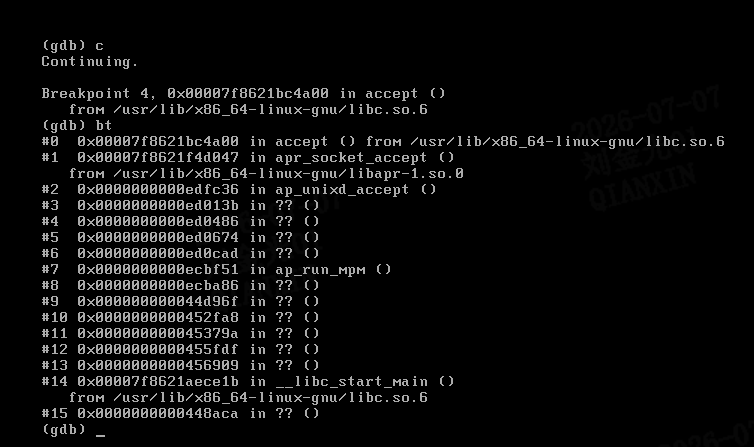 (gdb) c
Continuing.
Breakpoint 4, 0x00007f8621bc4a00 in accept ()
from /usr/lib/x86_64-linux-gnu/libc.so.6
(gdb) bt
#0 0x00007f8621bc4a00 in accept () from /usr/lib/x86_64-linux-gnu/libc.so.6
#1 0x00007f8621f4d047 in apr_socket_accept ()
from /usr/lib/x86_64-linux-gnu/libapr-1.so.0
#2 0x0000000000edfc36 in ap_unixd_accept ()
#3 0x0000000000ed013b in ?? ()
#4 0x0000000000ed0486 in ?? ()
#5 0x0000000000ed0674 in ?? ()
#6 0x0000000000ed0cad in ?? ()
#7 0x0000000000ecbf51 in ap_run_mpm ()
#8 0x0000000000ecba86 in ?? ()
#9 0x000000000044d96f in ?? ()
#10 0x0000000000452fa8 in ?? ()
#11 0x000000000045379a in ?? ()
#12 0x0000000000455fdf in ?? ()
#13 0x0000000000456909 in ?? ()
#14 0x00007f8621aece1b in __libc_start_main ()
from /usr/lib/x86_64-linux-gnu/libc.so.6
#15 0x0000000000448aca in ?? ()
(gdb) _
2026-07-07
QIANXIN